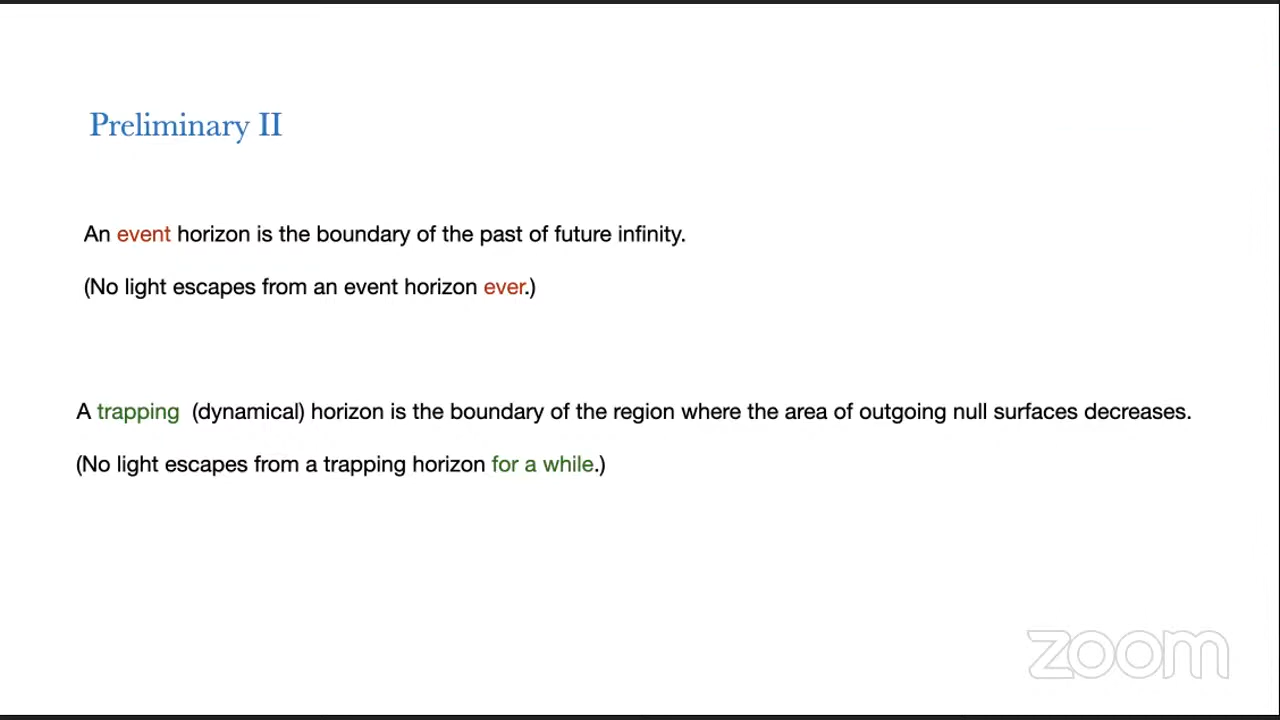 Preliminary II
An event horizon is the boundary of the past of future infinity.
(No light escapes from an event horizon ever.)
A trapping (dynamical) horizon is the boundary of the region where the area of outgoing null surfaces decreases.
(No light escapes from a trapping horizon for a while.)
zoom